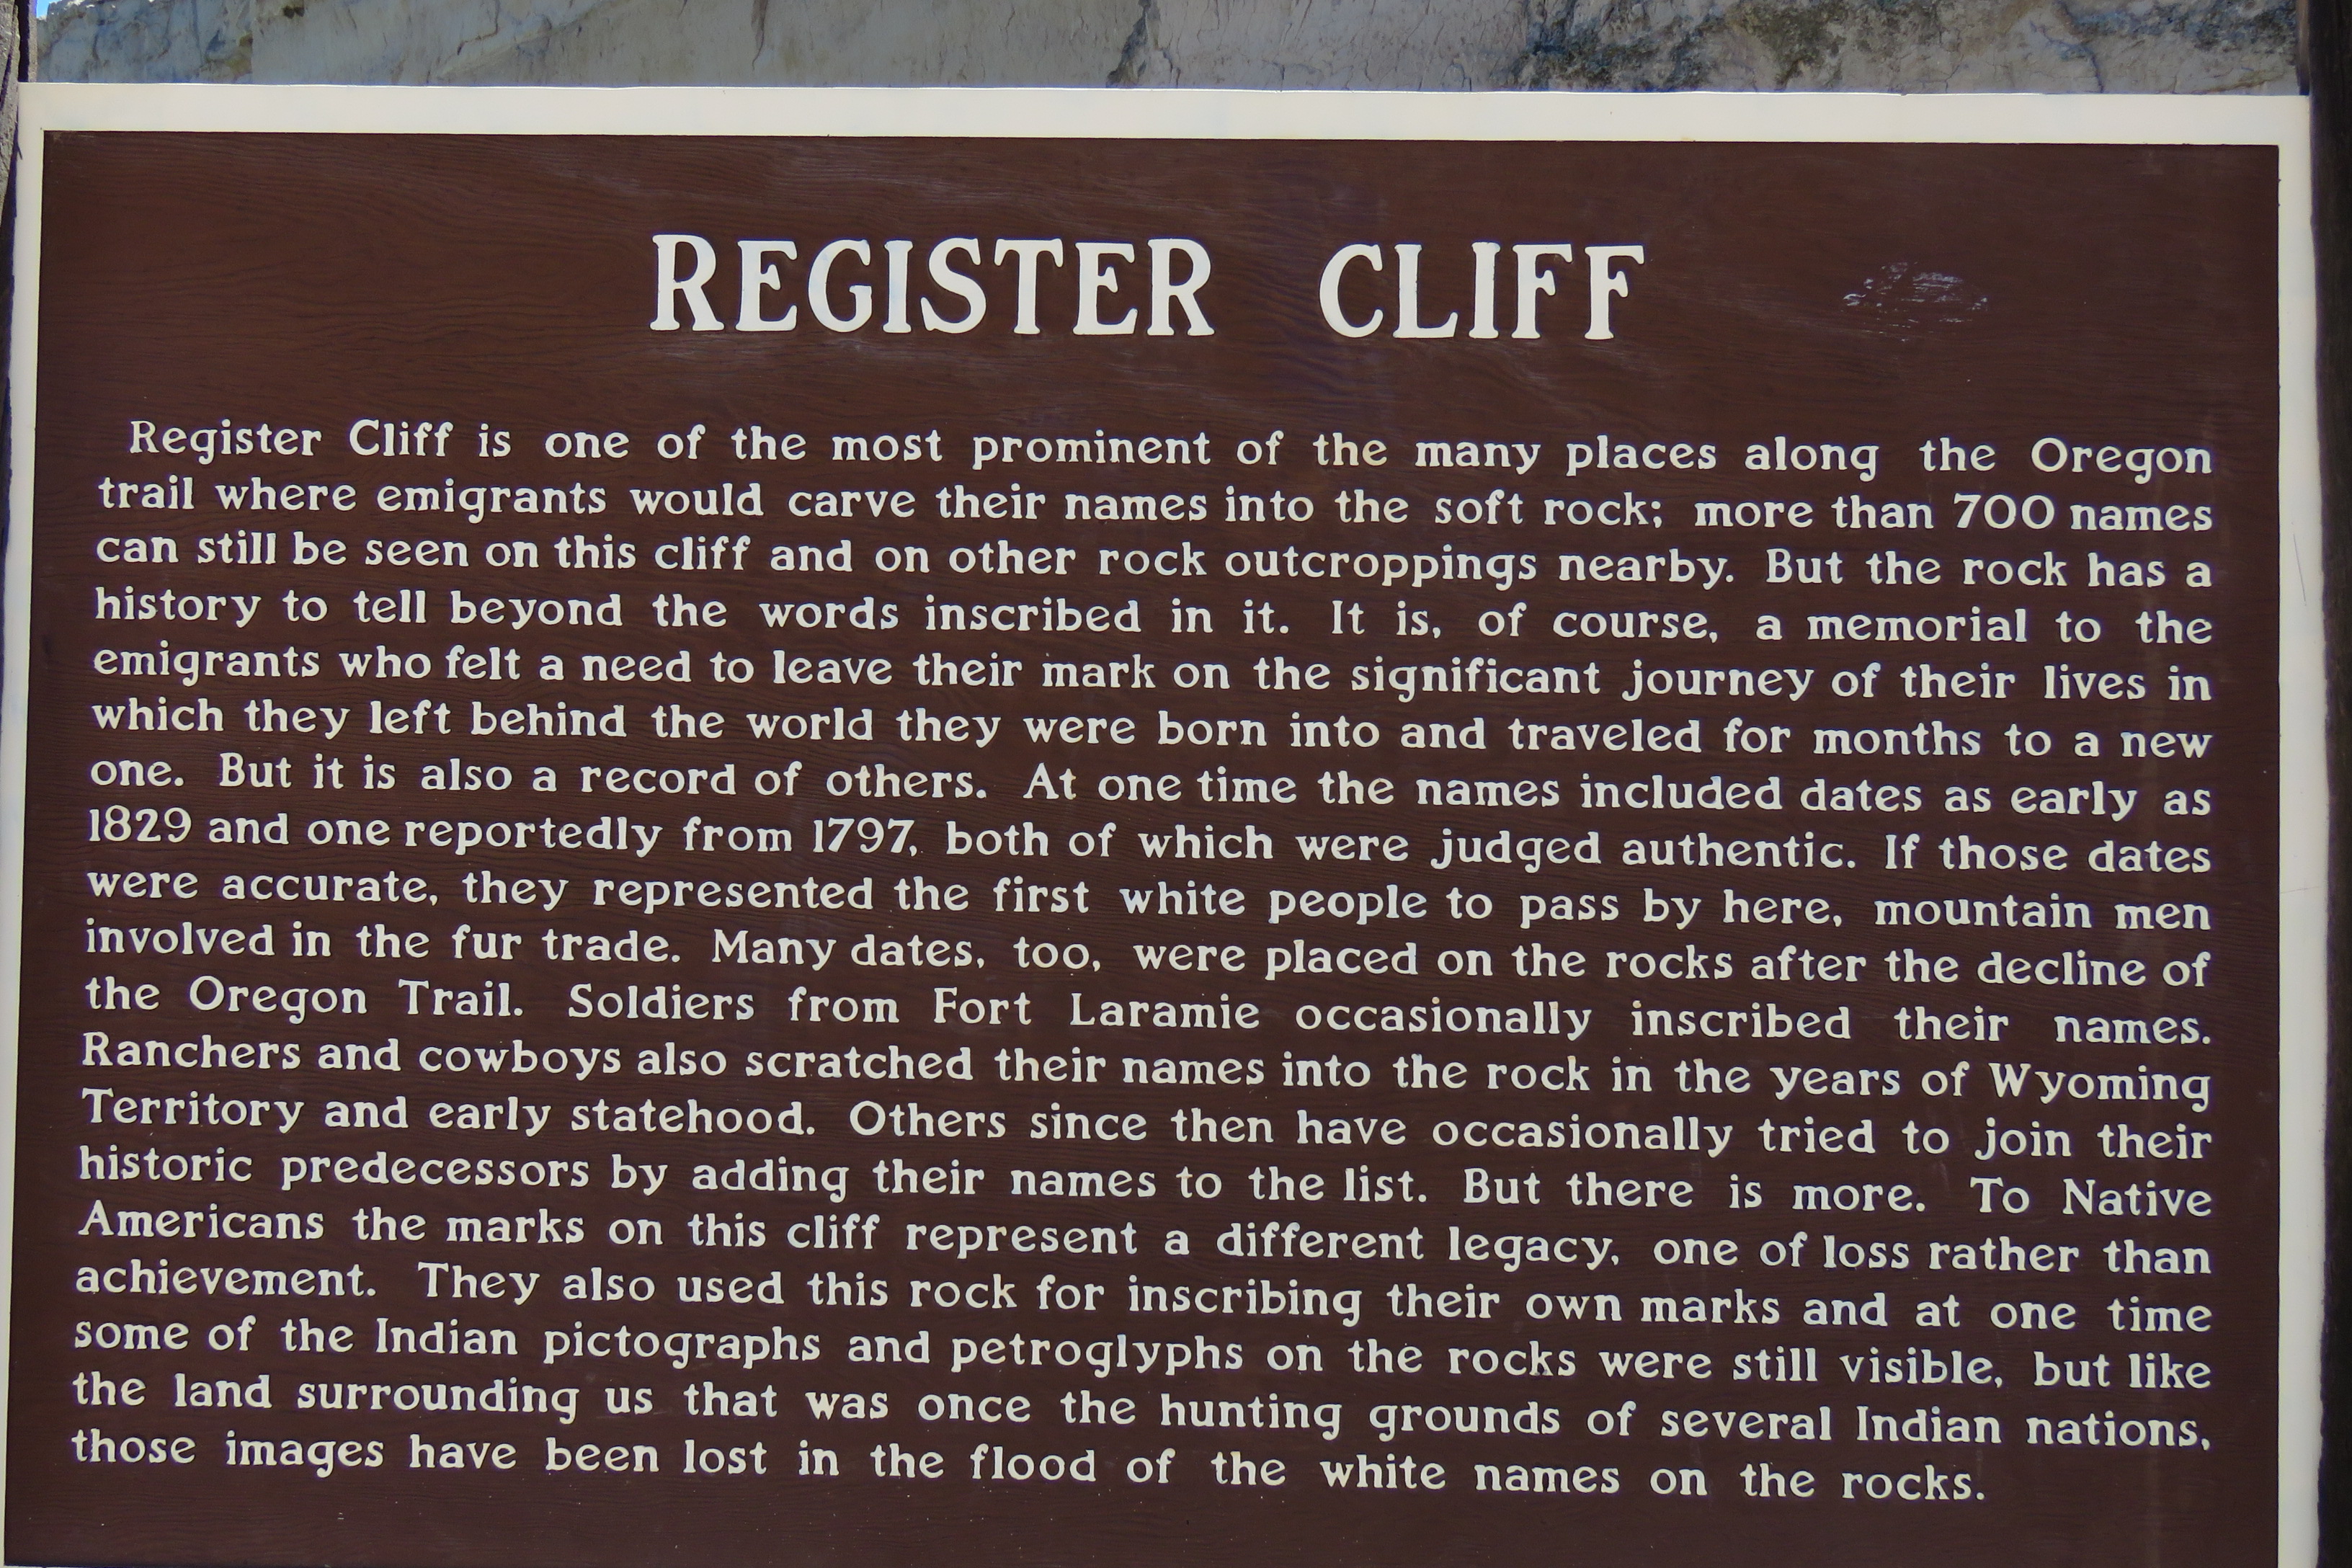 REGISTER CLIFF
Register Cliff is one of the most prominent of the many places along the Oregon
trail where emigrants would carve their names into the soft rock; more than 700 names
can still be seen on this cliff and on other rock outcroppings nearby. But the rock has a
history to tell beyond the words inscribed in it. It is, of course, a memorial to the
emigrants who felt a need to leave their mark on the significant journey of their lives in
which they left behind the world they were born into and traveled for months to a new
one. But it is also a record of others. At one time the names included dates as early as
1829 and one reportedly from 1797, both of which were judged authentic. If those dates
were accurate, they represented the first white people to pass by here, mountain men
involved in the fur trade. Many dates, too, were placed on the rocks after the decline of
the Oregon Trail. Soldiers from Fort Laramie occasionally inscribed their names.
Ranchers and cowboys also scratched their names into the rock in the years of Wyoming
Territory and early statehood. Others since then have occasionally tried to join their
historic predecessors by adding their names to the list. But there is more. To Native
Americans the marks on this cliff represent a different legacy, one of loss rather than
achievement. They also used this rock for inscribing their own marks and at one time
some of the Indian pictographs and petroglyphs on the rocks were still visible, but like
the land surrounding us that was once the hunting grounds of several Indian nations,
those images have been lost in the flood of the white names on the rocks.